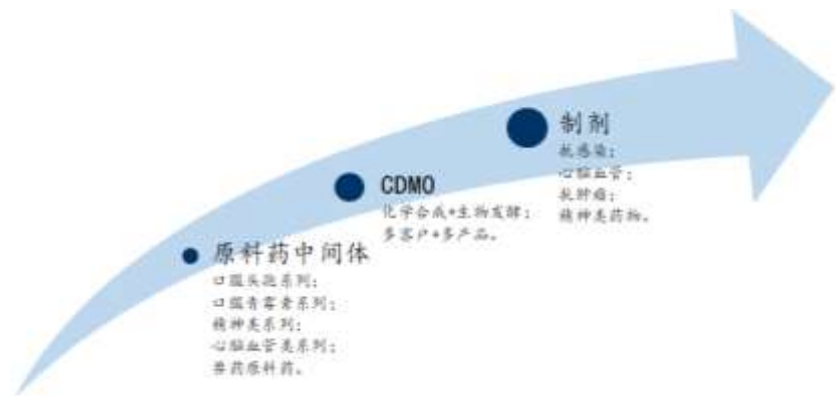 制剂
抗感染；
心脑血管；
抗肿瘤；
精神类药物。
CDMO
化学合成+生物发酵；
多客户+多产品。
原料药中间体
口服头孢系列；
口服青霉素系列；
精神类系列；
心脑血管类系列；
兽药原料药。